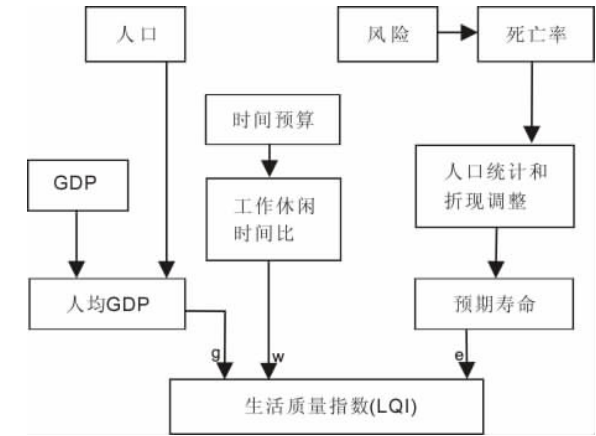 人口
风险
死亡率
时间预算
GDP
工作休闲
时间比
人口统计和
折现调整
人均GDP
预期寿命
g
w
e
生活质量指数(LQI)